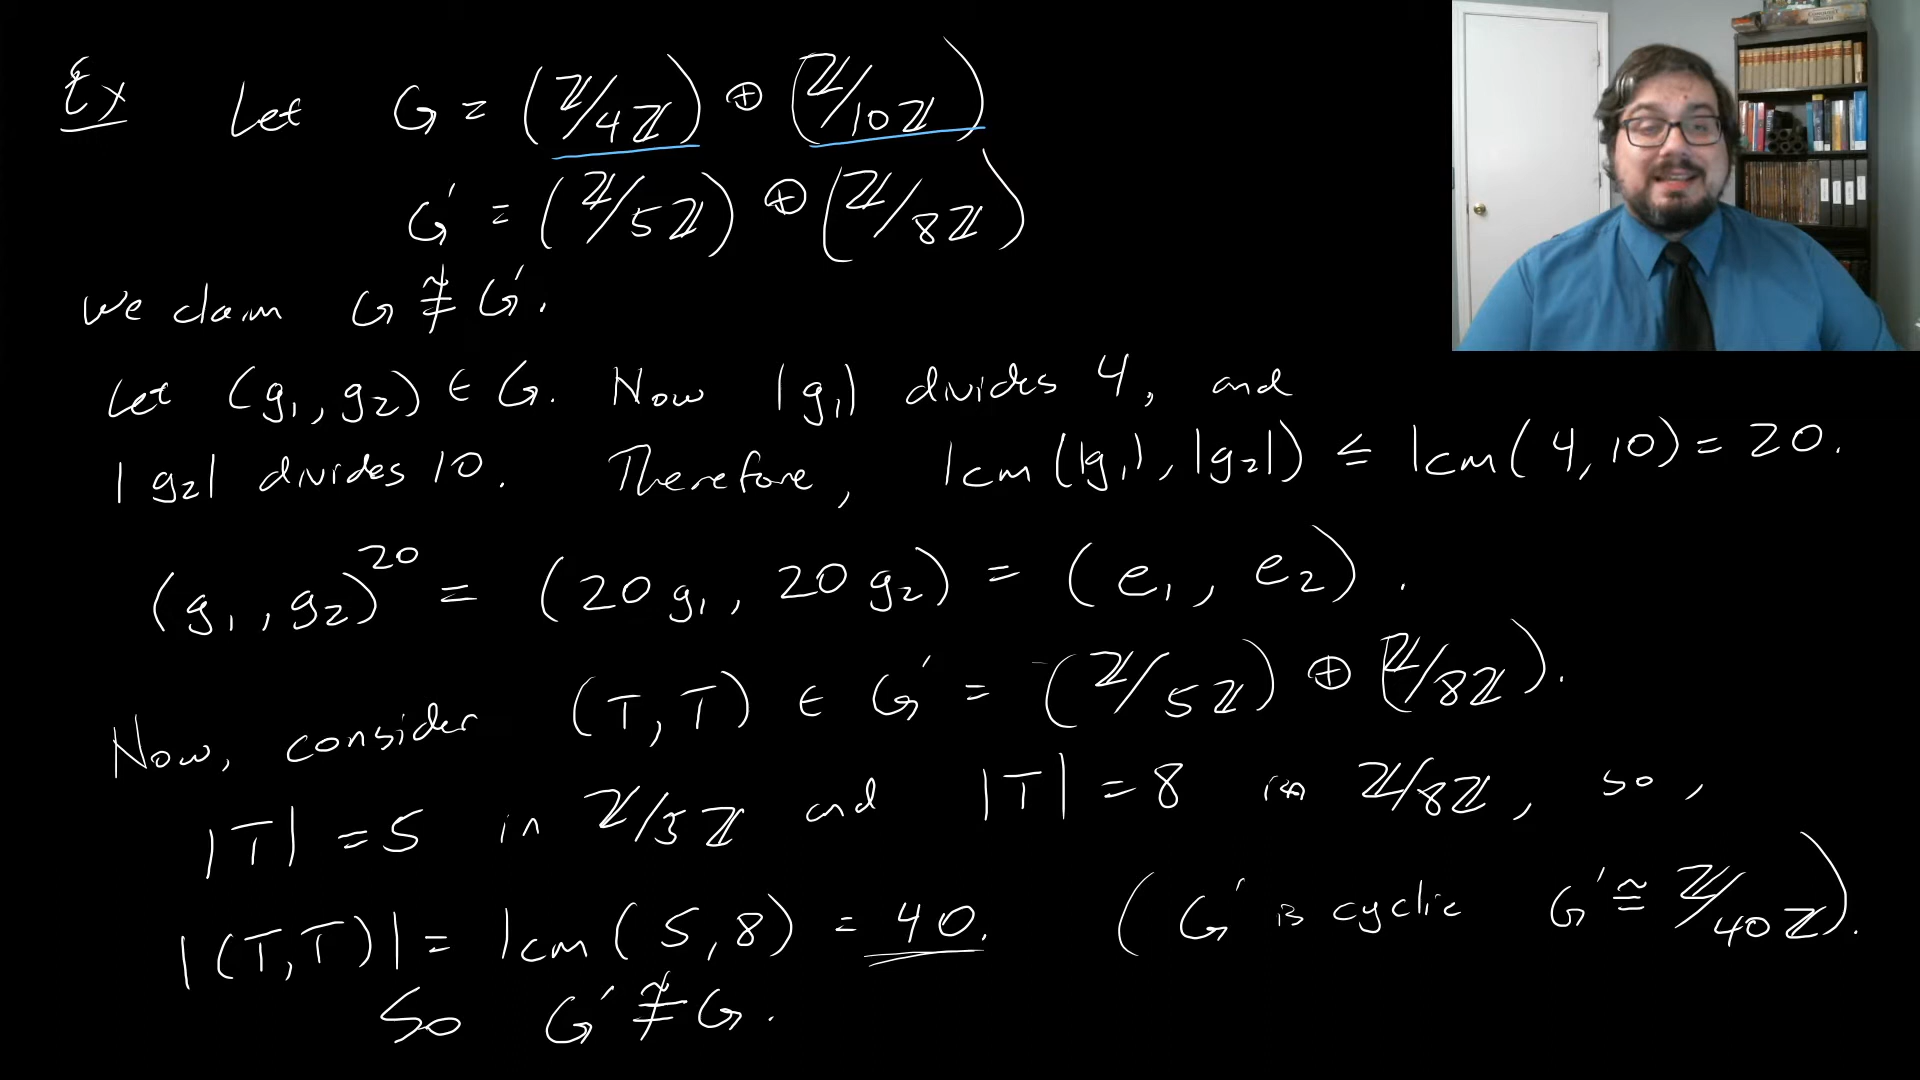 Ex Let G = (ℤ/4ℤ) ⊕ (ℤ/10ℤ)
G' = (ℤ/5ℤ) ⊕ (ℤ/8ℤ)
We claim G ≇ G'.
Let (g₁, g₂) ∈ G. Now |g₁| divides 4, and
|g₂| divides 10. Therefore, lcm(|g₁|, |g₂|) ≤ lcm(4, 10) = 20.
(g₁, g₂)²⁰ = (20g₁, 20g₂) = (e₁, e₂).
Now, consider (1̅, 1̅) ∈ G' = (ℤ/5ℤ) ⊕ (ℤ/8ℤ).
|1̅| = 5 in ℤ/5ℤ and |1̅| = 8 in ℤ/8ℤ, so,
|(1̅, 1̅)| = lcm(5, 8) = 40. (G' is cyclic G' ≅ ℤ/40ℤ).
So G' ≇ G.